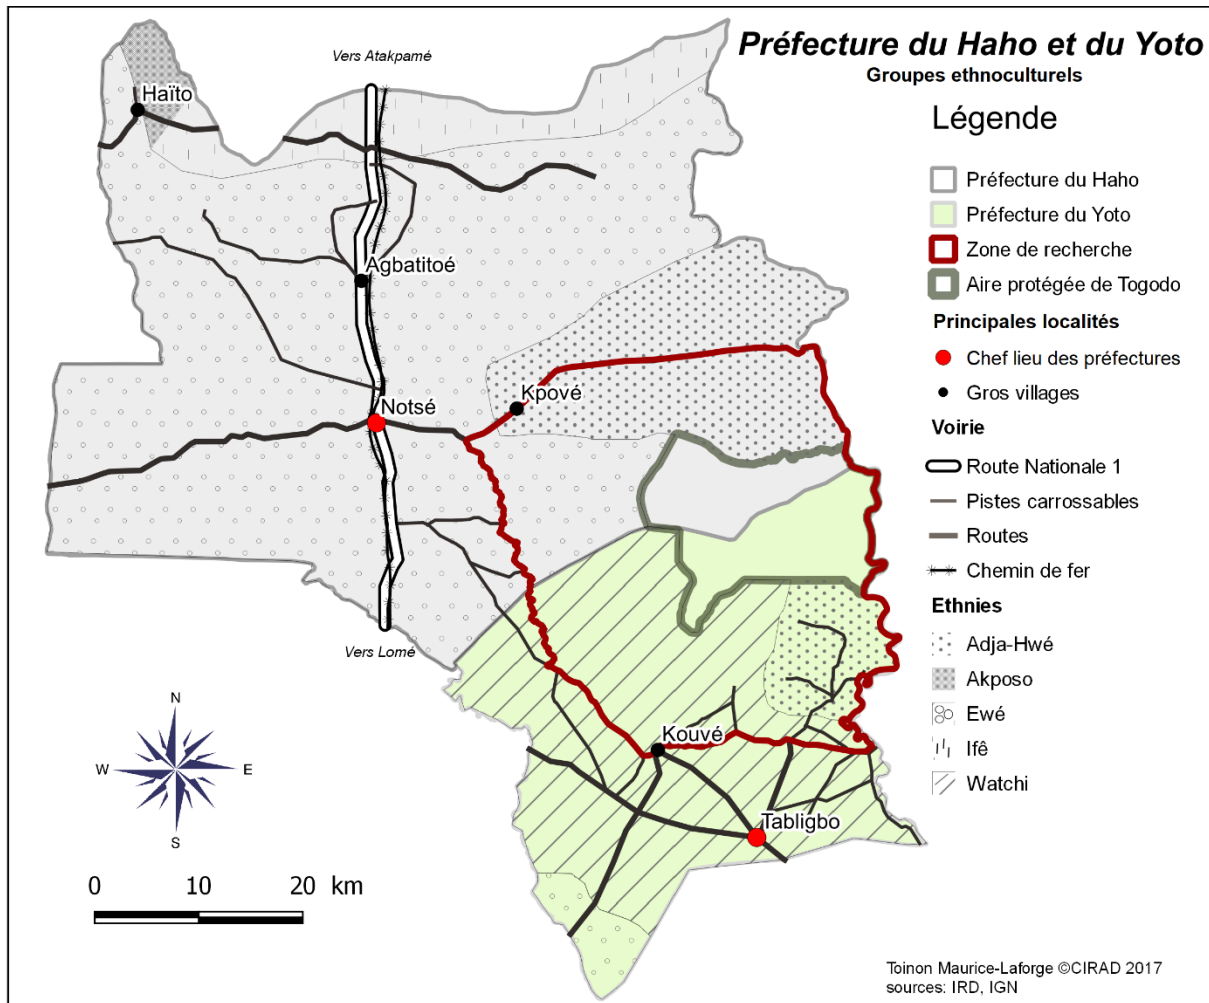 Préfecture du Haho et du Yoto
Groupes ethnoculturels
Légende
Préfecture du Haho
Préfecture du Yoto
Zone de recherche
Aire protégée de Togodo
Principales localités
Chef lieu des préfectures
Gros villages
Voirie
Route Nationale 1
Pistes carrossables
Routes
Chemin de fer
Ethnies
Adja-Hwé
Akposo
Ewé
Ifê
Watchi
Vers Atakpamé
Haïto
Agbatitoé
Kpové
Notsé
Vers Lomé
Kouvé
Tabligbo
N
W
E
S
0 10 20 km
Toinon Maurice-Laforge ©CIRAD 2017
sources: IRD, IGN